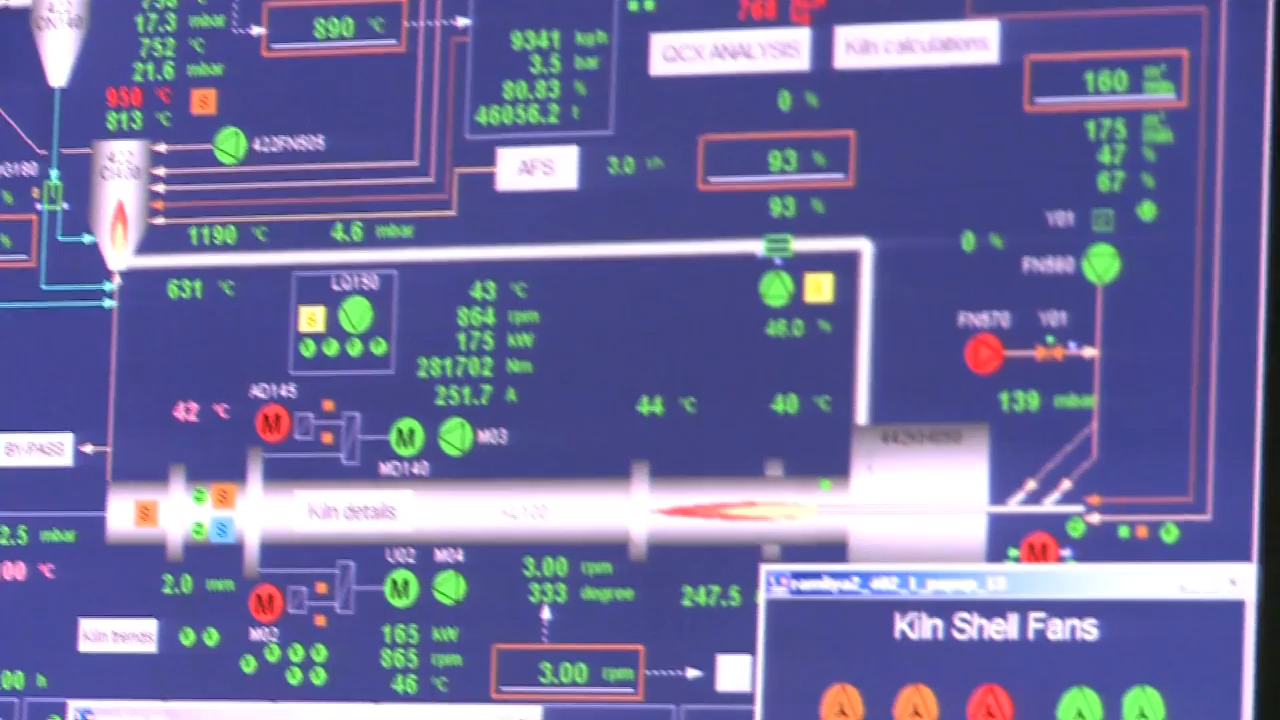 17.3 mbar
752 °C
21.6 mbar
950 °C S
813 °C
890 °C
9341 kg/h
3.5 bar
80.83 %
46056.2 t
QCX ANALYSIS
Kiln calculations
0 %
160
175
47 %
67 %
422FN505
AFS
3.0 t/h
93 %
93 %
1190 °C
4.6 mbar
0 %
Y01
FN560
631 °C
LQ150
S
43 °C
864 rpm
175 kW
281702 Nm
251.7 A
S
46.0 %
FN570
Y01
139 mbar
AD145
42 °C
M
M
M03
MD140
44 °C
40 °C
BY-PASS
S
S
S
Kiln details
2.5 mbar
°C
2.0 mm
M
M02
U02
M04
M
3.00 rpm
333 degree
247.5
M
Kiln trends
165 kW
865 rpm
46 °C
3.00 rpm
Kiln Shell Fans